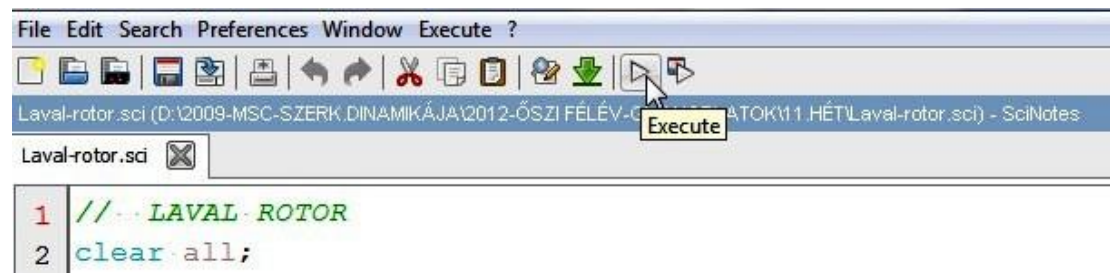 File Edit Search Preferences Window Execute ?
Laval-rotor.sci (D:\2009-MSC-SZERK.DINAMIKÁJA\2012-ŐSZI FÉLÉV- ATOK\11.HÉT\Laval-rotor.sci) - SciNotes
Execute
Laval-rotor.sci
1 // LAVAL ROTOR
2 clear all;